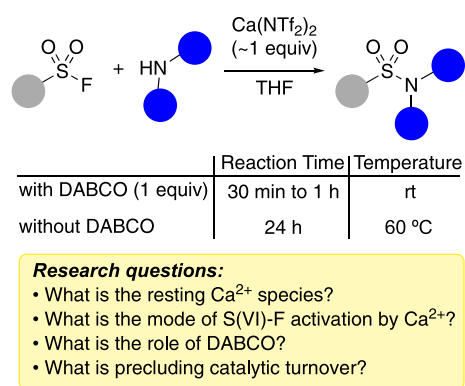 Ca(NTf₂)₂
(~1 equiv)
THF
O O
S
F
+
HN
O O
S
N
Reaction Time Temperature
with DABCO (1 equiv) 30 min to 1 h rt
without DABCO 24 h 60 ºC
Research questions:
• What is the resting Ca²⁺ species?
• What is the mode of S(VI)-F activation by Ca²⁺?
• What is the role of DABCO?
• What is precluding catalytic turnover?